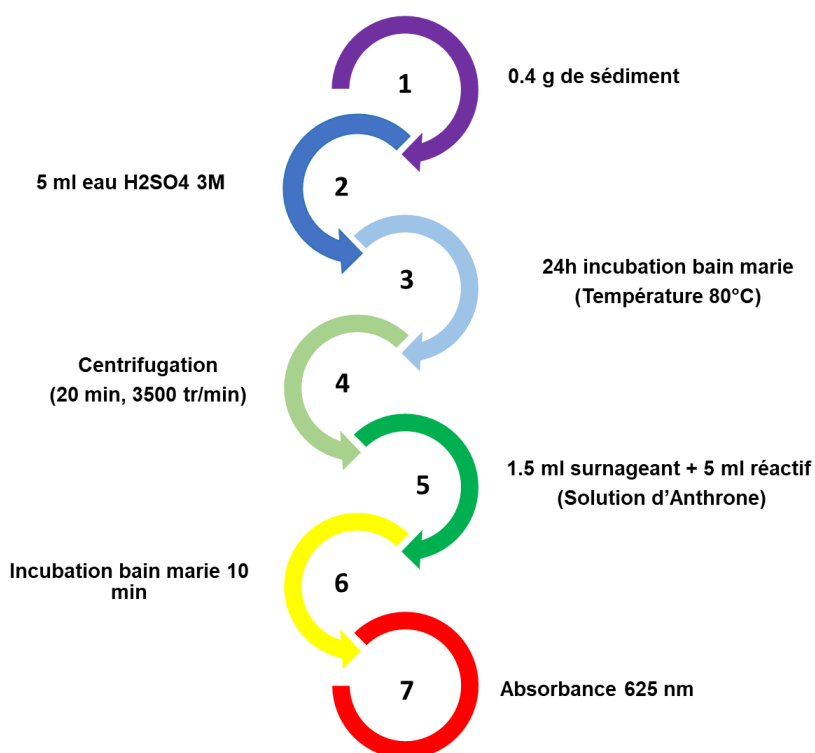 1
0.4 g de sédiment
5 ml eau H2SO4 3M
2
3
24h incubation bain marie
(Température 80°C)
Centrifugation
(20 min, 3500 tr/min)
4
5
1.5 ml surnageant + 5 ml réactif
(Solution d'Anthrone)
Incubation bain marie 10
min
6
7
Absorbance 625 nm